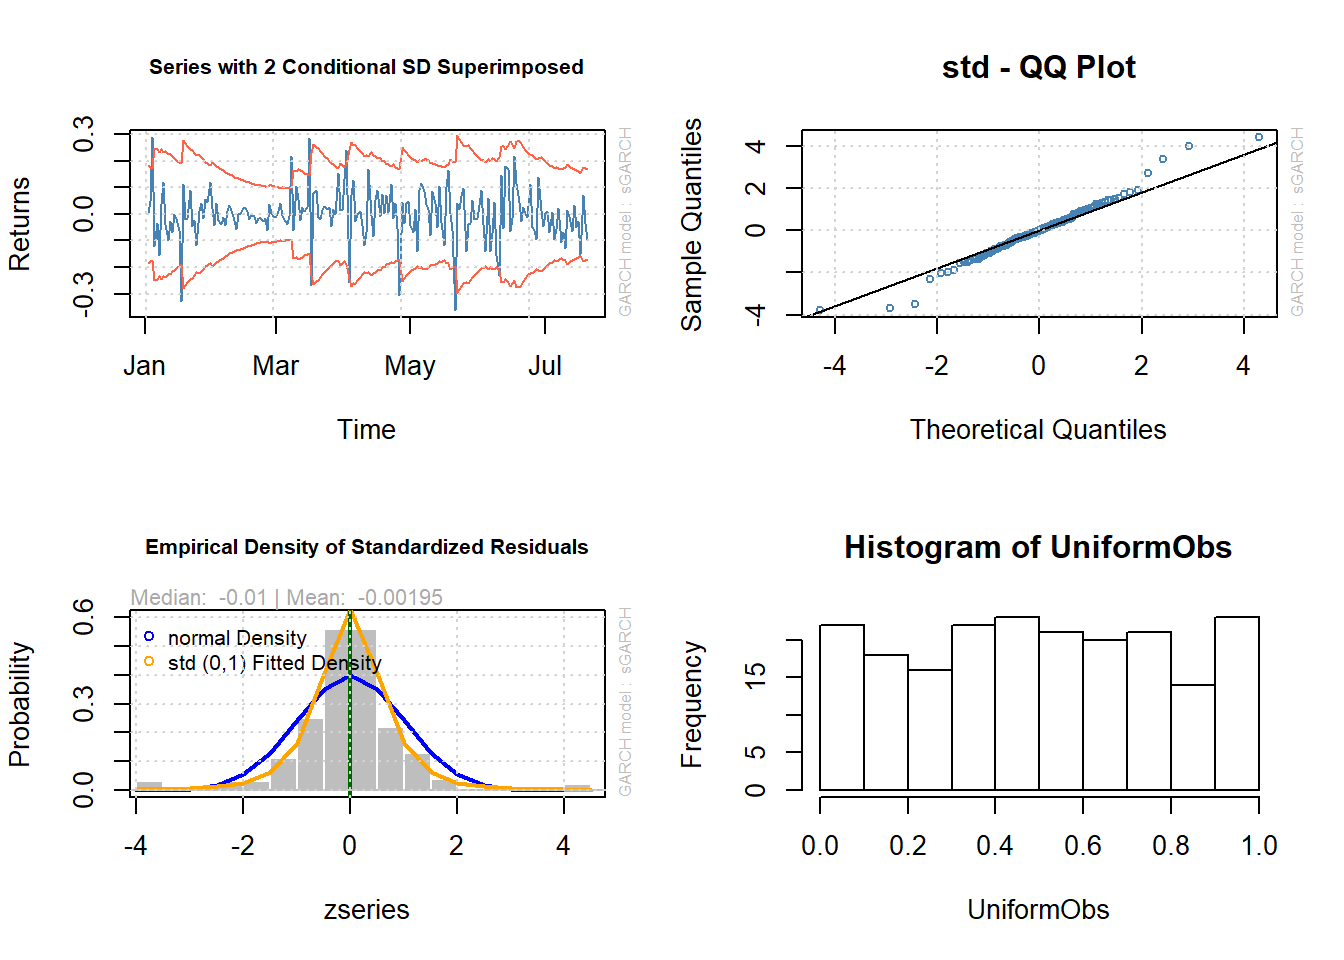 Series with 2 Conditional SD Superimposed
Returns
0.3
0.0
-0.3
Jan
Mar
May
Jul
Time
GARCH model : sGARCH
std - QQ Plot
Sample Quantiles
4
2
0
-4
-4
-2
0
2
4
Theoretical Quantiles
GARCH model : sGARCH
Empirical Density of Standardized Residuals
Median: -0.01 | Mean: -0.00195
normal Density
std (0,1) Fitted Density
Probability
0.6
0.3
0.0
-4
-2
0
2
4
zseries
GARCH model : sGARCH
Histogram of UniformObs
Frequency
15
5
0
0.0
0.2
0.4
0.6
0.8
1.0
UniformObs